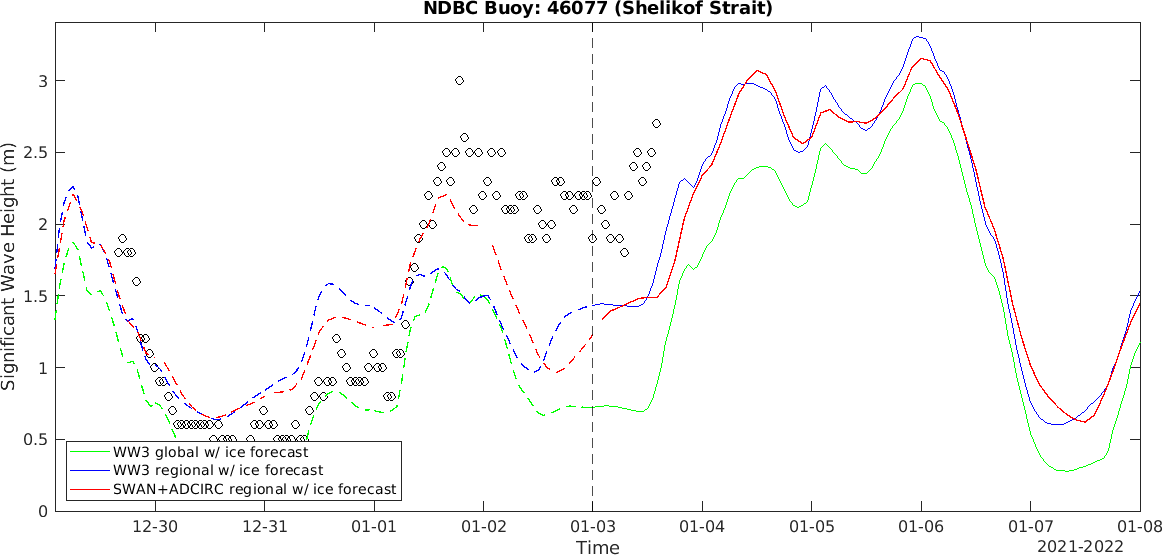 NDBC Buoy: 46077 (Shelikof Strait)
Significant Wave Height (m)
3
2.5
2
1.5
1
0.5
0
WW3 global w/ ice forecast
WW3 regional w/ ice forecast
SWAN+ADCIRC regional w/ ice forecast
12-30 12-31 01-01 01-02 01-03 01-04 01-05 01-06 01-07 01-08
Time
2021-2022